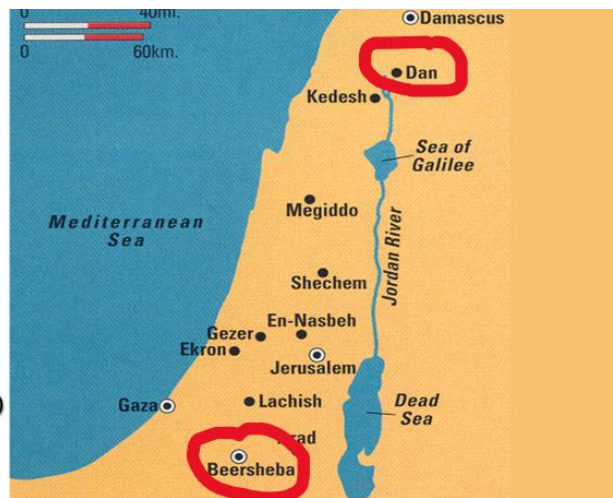 0 40mi.
0 60km.
Damascus
Dan
Kedesh
Sea of
Galilee
Mediterranean
Sea
Megiddo
Jordan River
Shechem
En-Nasbeh
Gezer
Ekron
Jerusalem
Gaza
Lachish
Dead
Sea
Beersheba